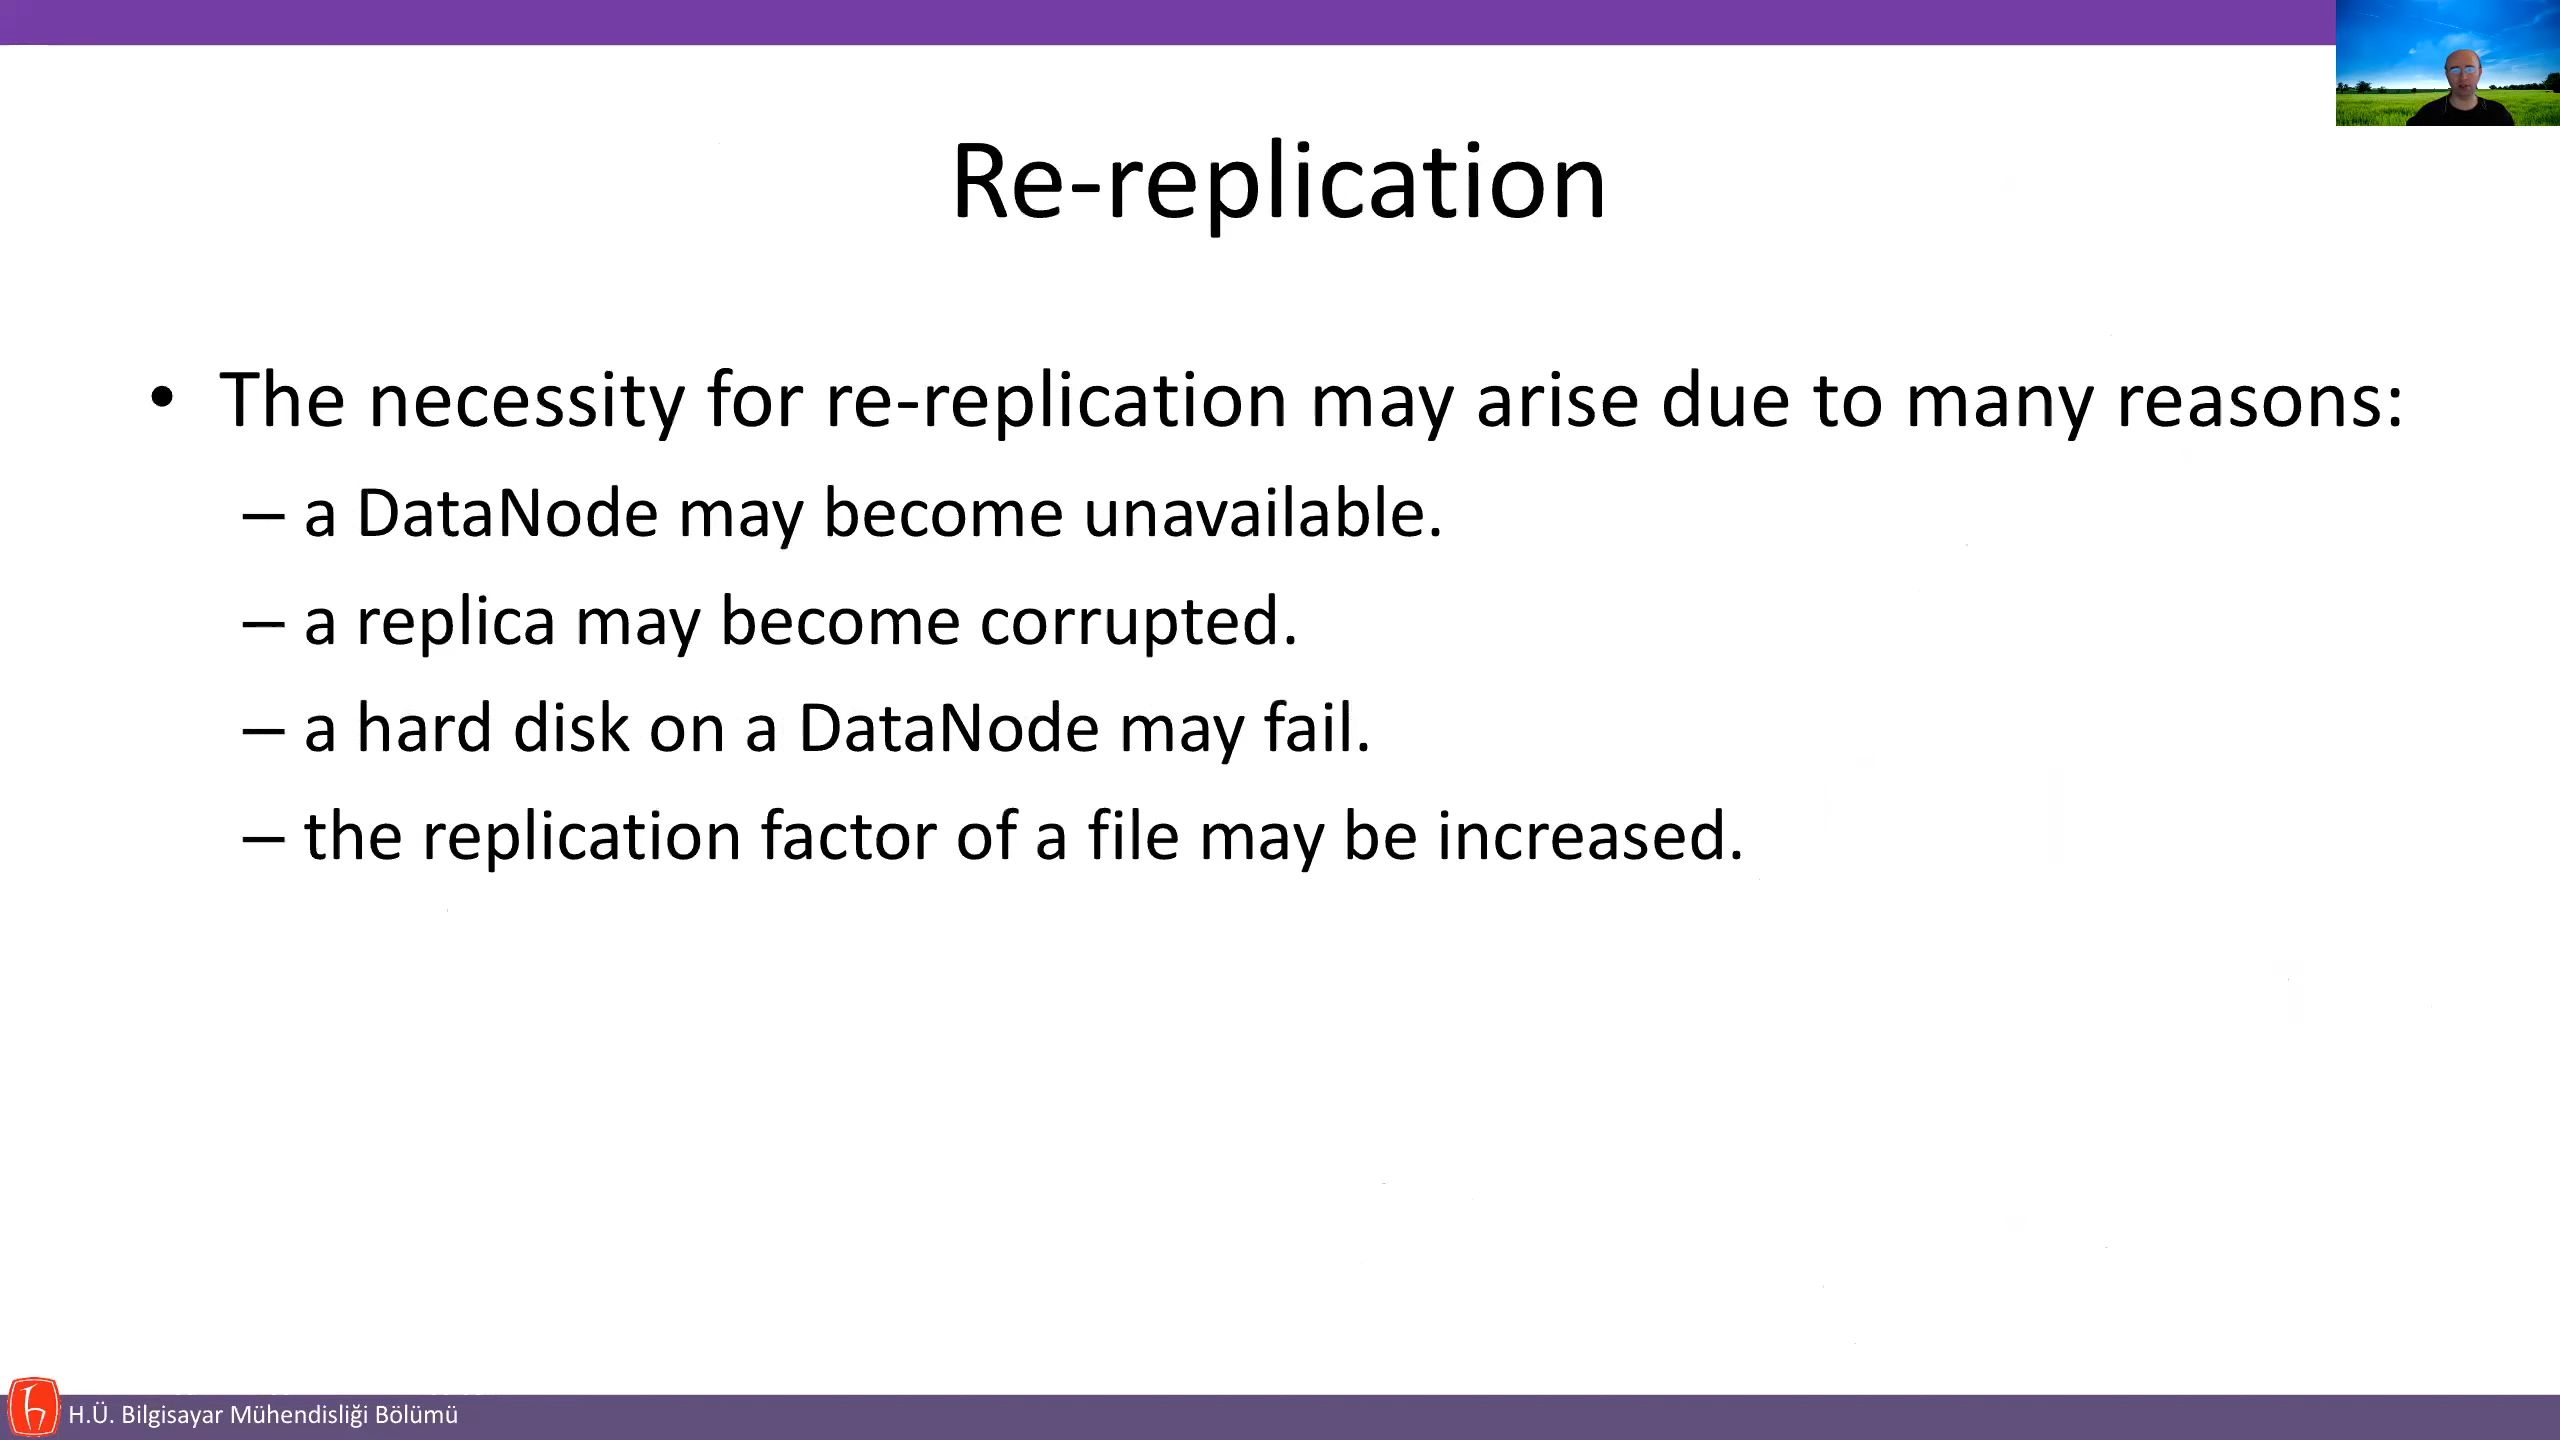 Re-replication
• The necessity for re-replication may arise due to many reasons:
– a DataNode may become unavailable.
– a replica may become corrupted.
– a hard disk on a DataNode may fail.
– the replication factor of a file may be increased.
H.Ü. Bilgisayar Mühendisliği Bölümü